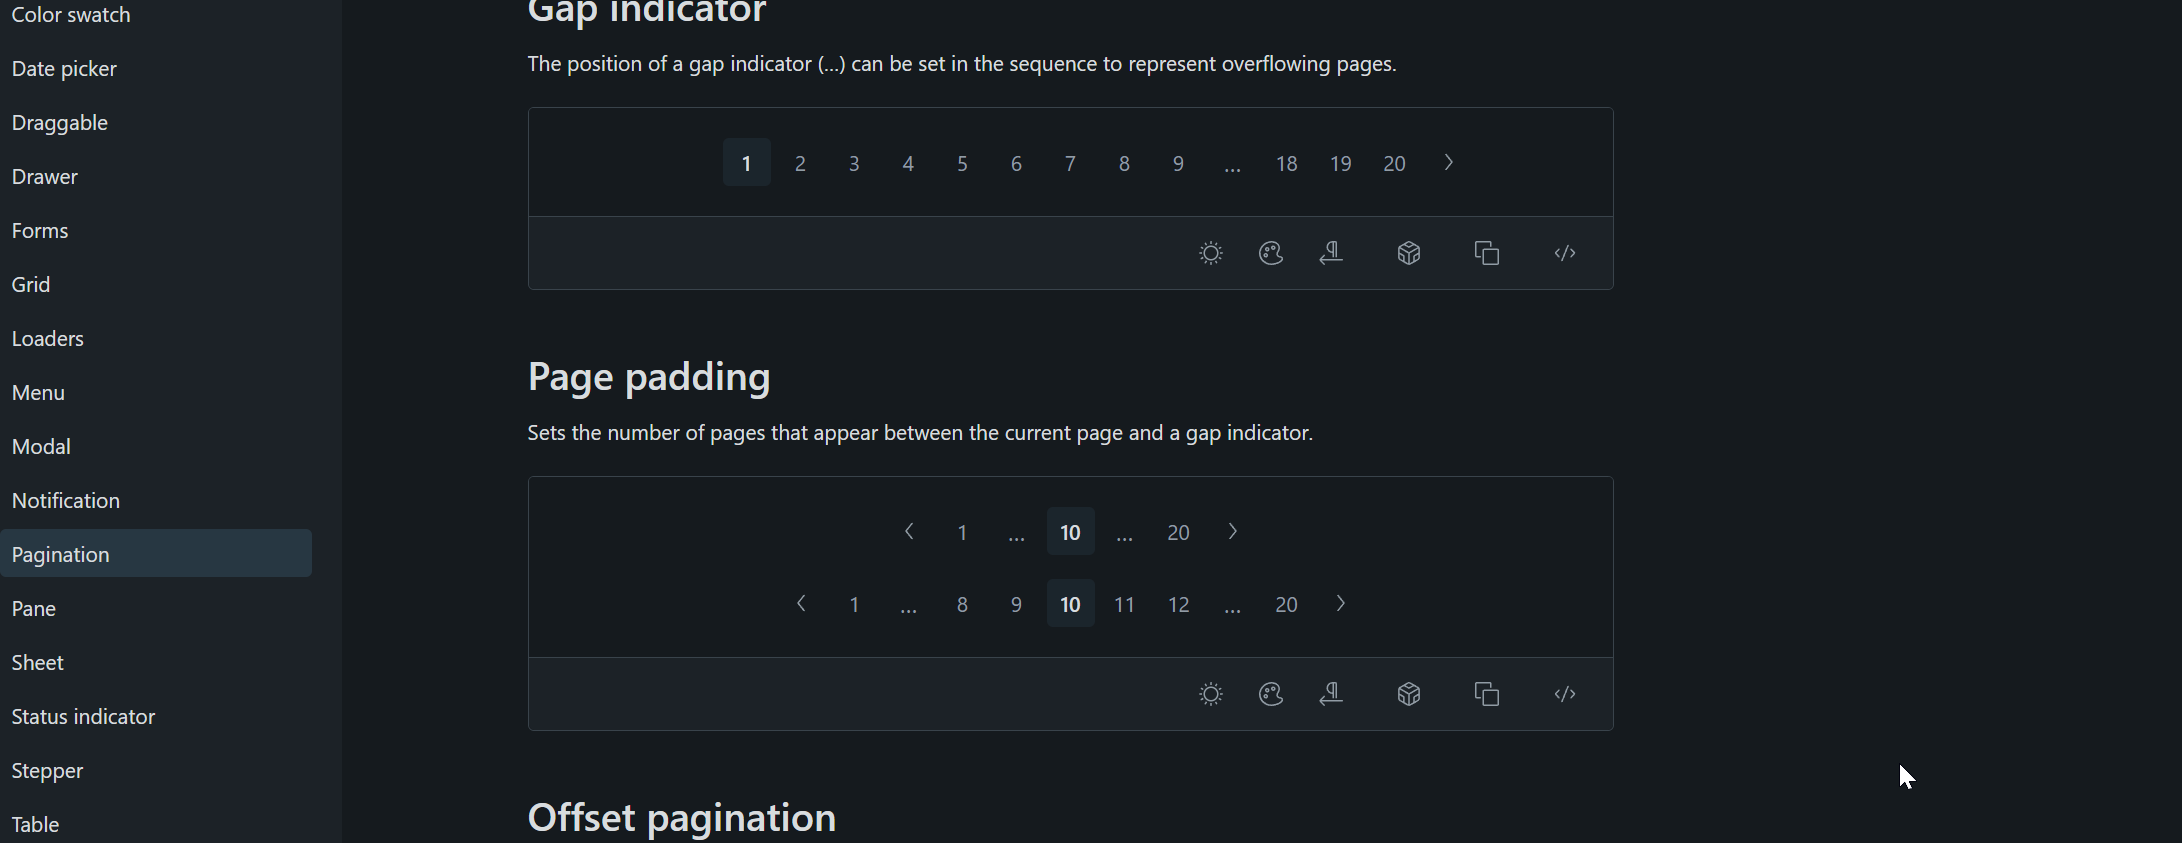 Color swatch
Date picker
Draggable
Drawer
Forms
Grid
Loaders
Menu
Modal
Notification
Pagination
Pane
Sheet
Status indicator
Stepper
Table
Gap indicator
The position of a gap indicator (...) can be set in the sequence to represent overflowing pages.
1 2 3 4 5 6 7 8 9 ... 18 19 20
Page padding
Sets the number of pages that appear between the current page and a gap indicator.
1 ... 10 ... 20
1 ... 8 9 10 11 12 ... 20
Offset pagination